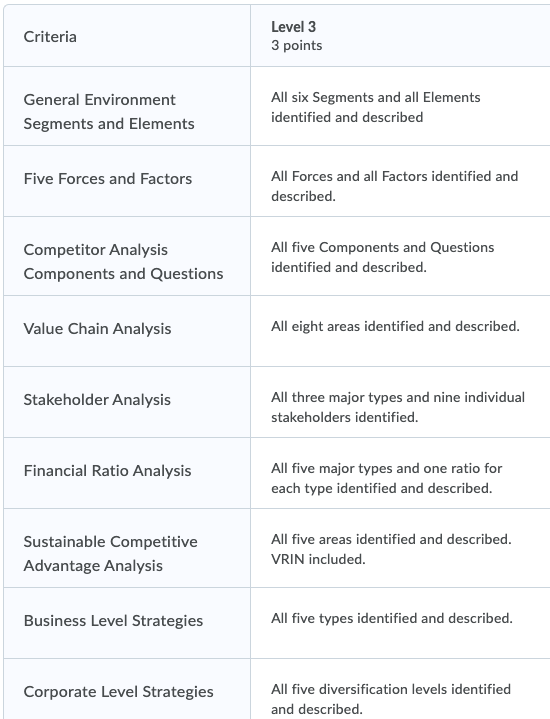 Criteria
Level 3
3 points
General Environment
Segments and Elements
All six Segments and all Elements
identified and described
Five Forces and Factors
All Forces and all Factors identified and
described.
Competitor Analysis
Components and Questions
All five Components and Questions
identified and described.
Value Chain Analysis
All eight areas identified and described.
Stakeholder Analysis
All three major types and nine individual
stakeholders identified.
Financial Ratio Analysis
All five major types and one ratio for
each type identified and described.
Sustainable Competitive
Advantage Analysis
All five areas identified and described.
VRIN included.
Business Level Strategies
All five types identified and described.
Corporate Level Strategies
All five diversification levels identified
and described.